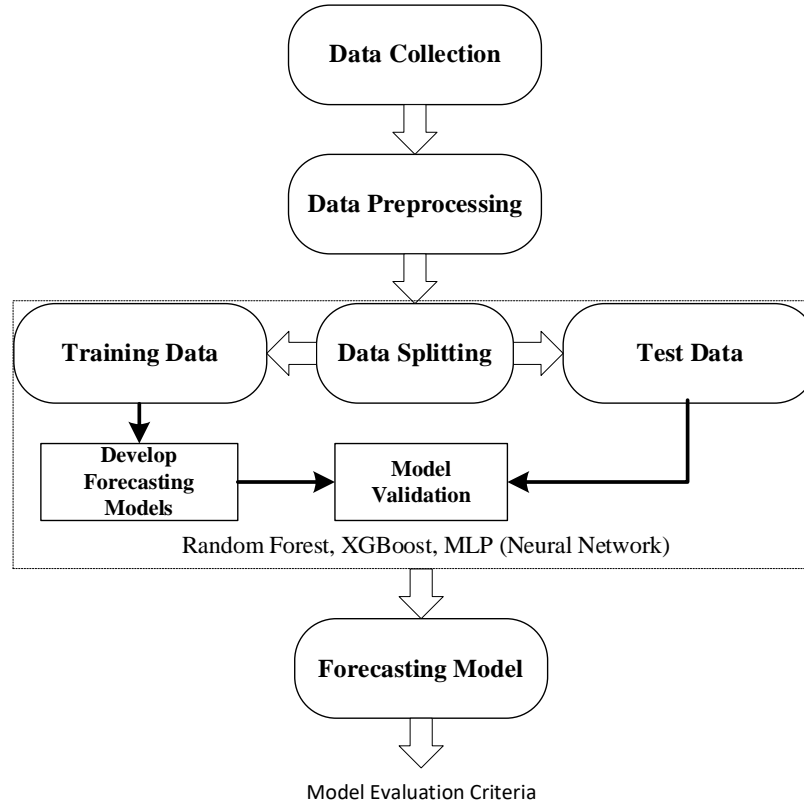 Data Collection
Data Preprocessing
Training Data
Data Splitting
Test Data
Develop
Forecasting
Models
Model
Validation
Random Forest, XGBoost, MLP (Neural Network)
Forecasting Model
Model Evaluation Criteria